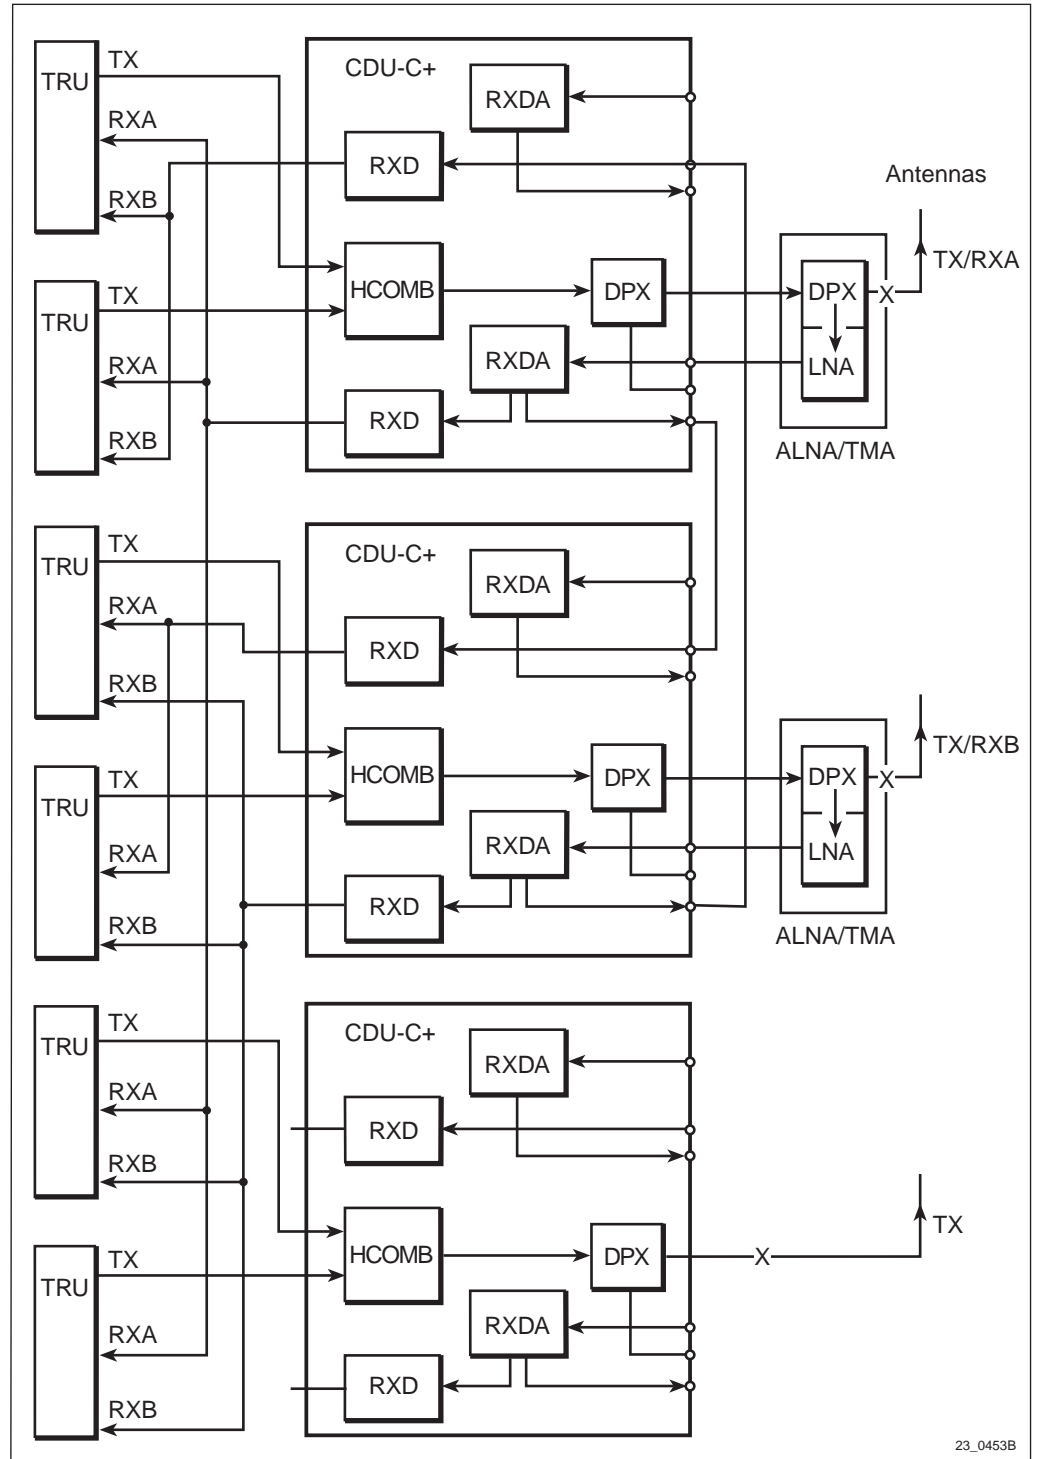 TRU
TX
RXA
RXB
CDU-C+
RXDA
RXD
HCOMB
DPX
RXDA
RXD
Antennas
TX/RXA
DPX
X
LNA
ALNA/TMA
TRU
TX
RXA
RXB
TRU
TX
RXA
RXB
CDU-C+
RXDA
RXD
HCOMB
DPX
RXDA
RXD
TX/RXB
DPX
X
LNA
ALNA/TMA
TRU
TX
RXA
RXB
TRU
TX
RXA
RXB
CDU-C+
RXDA
RXD
HCOMB
DPX
X
TX
RXDA
RXD
TRU
TX
RXA
RXB
23_0453B